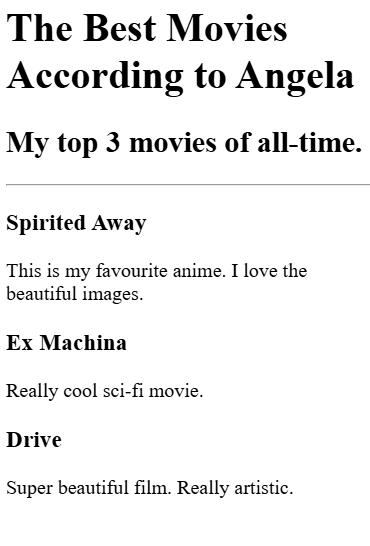 The Best Movies
According to Angela
My top 3 movies of all-time.
Spirited Away
This is my favourite anime. I love the
beautiful images.
Ex Machina
Really cool sci-fi movie.
Drive
Super beautiful film. Really artistic.